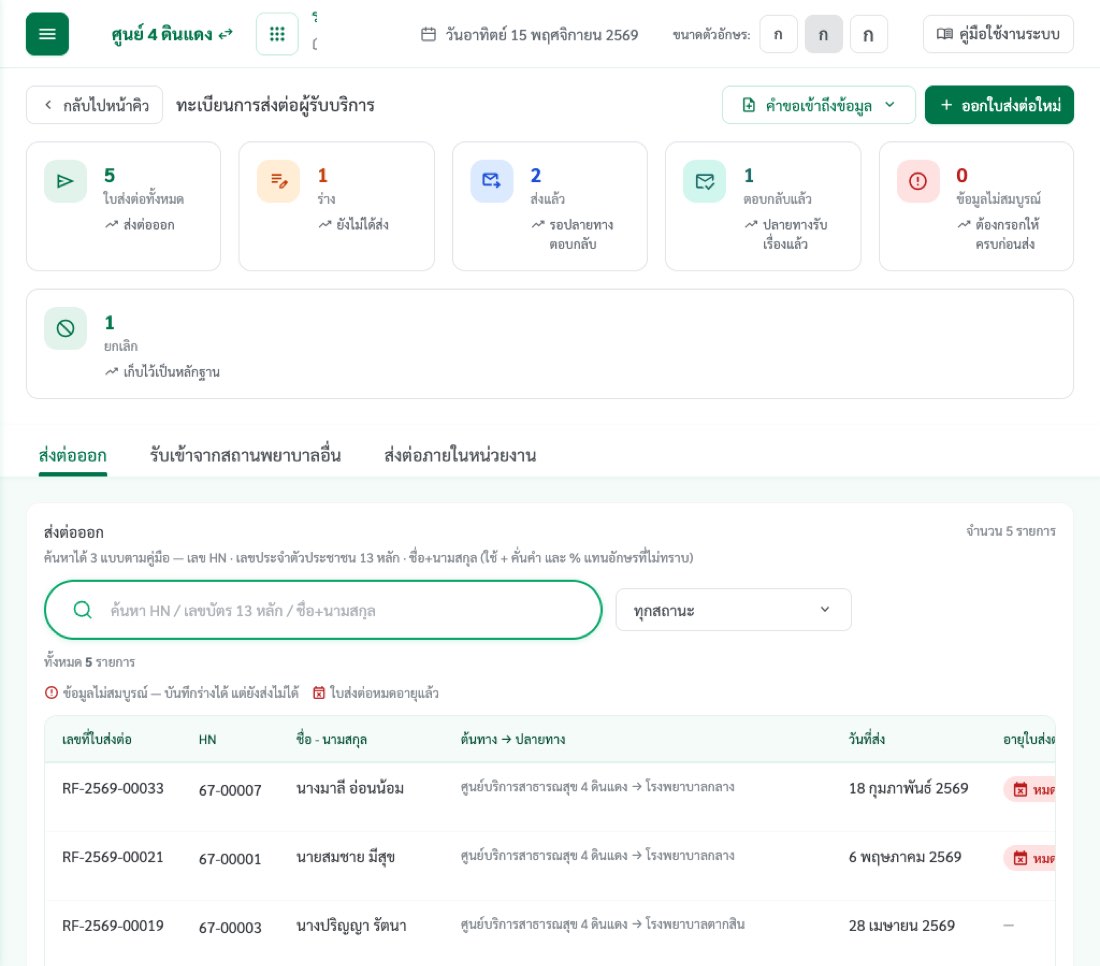 ศูนย์ 4 ดินแดง
วันอาทิตย์ 15 พฤศจิกายน 2569
ขนาดตัวอักษร:
ก ก ก
คู่มือใช้งานระบบ
กลับไปหน้าคิว
ทะเบียนการส่งต่อผู้รับบริการ
คำขอเข้าถึงข้อมูล
+ ออกใบส่งต่อใหม่
5
ใบส่งต่อทั้งหมด
ส่งต่อออก
1
ร่าง
ยังไม่ได้ส่ง
2
ส่งแล้ว
รอปลายทาง
ตอบกลับ
1
ตอบกลับแล้ว
ปลายทางรับ
เรื่องแล้ว
0
ข้อมูลไม่สมบูรณ์
ต้องกรอกให้
ครบก่อนส่ง
1
ยกเลิก
เก็บไว้เป็นหลักฐาน
ส่งต่อออก รับเข้าจากสถานพยาบาลอื่น ส่งต่อภายในหน่วยงาน
ส่งต่อออก
จำนวน 5 รายการ
ค้นหาได้ 3 แบบตามคู่มือ — เลข HN · เลขประจำตัวประชาชน 13 หลัก · ชื่อ+นามสกุล (ใช้ + คั่นคำ และ % แทนอักษรที่ไม่ทราบ)
ค้นหา HN / เลขบัตร 13 หลัก / ชื่อ+นามสกุล
ทุกสถานะ
ทั้งหมด 5 รายการ
ข้อมูลไม่สมบูรณ์ — บันทึกร่างได้ แต่ยังส่งไม่ได้ ใบส่งต่อหมดอายุแล้ว
เลขที่ใบส่งต่อ HN ชื่อ - นามสกุล ต้นทาง → ปลายทาง วันที่ส่ง อายุใบส่งต
RF-2569-00033 67-00007 นางมาลี อ่อนน้อม ศูนย์บริการสาธารณสุข 4 ดินแดง → โรงพยาบาลกลาง 18 กุมภาพันธ์ 2569 หมด
RF-2569-00021 67-00001 นายสมชาย มีสุข ศูนย์บริการสาธารณสุข 4 ดินแดง → โรงพยาบาลกลาง 6 พฤษภาคม 2569 หมด
RF-2569-00019 67-00003 นางปริญญา รัตนา ศูนย์บริการสาธารณสุข 4 ดินแดง → โรงพยาบาลตากสิน 28 เมษายน 2569 —